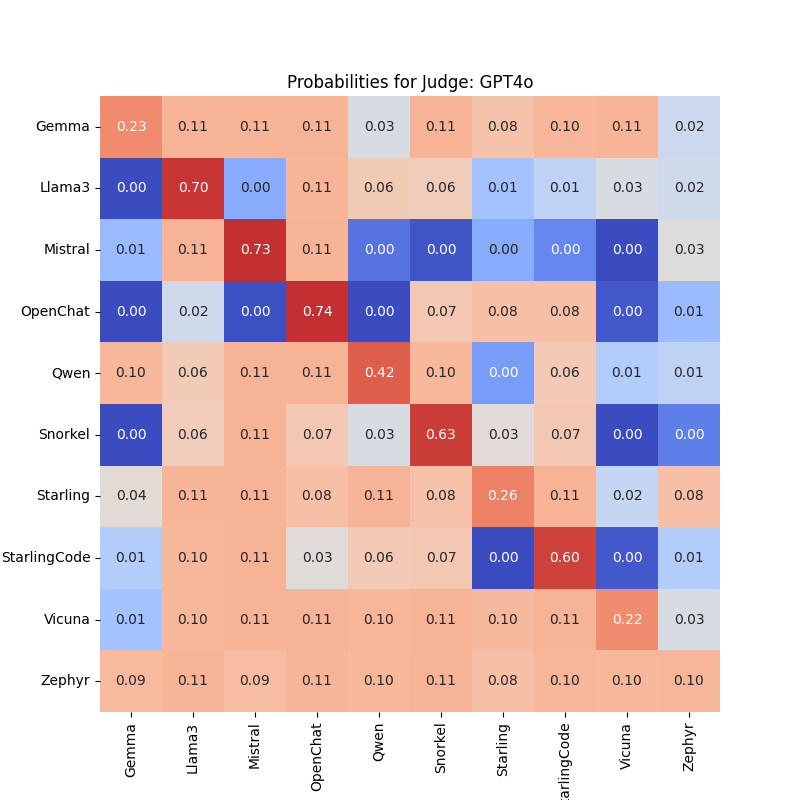 Probabilities for Judge: GPT4o
Gemma 0.23 0.11 0.11 0.11 0.03 0.11 0.08 0.10 0.11 0.02
Llama3 0.00 0.70 0.00 0.11 0.06 0.06 0.01 0.01 0.03 0.02
Mistral 0.01 0.11 0.73 0.11 0.00 0.00 0.00 0.00 0.00 0.03
OpenChat 0.00 0.02 0.00 0.74 0.00 0.07 0.08 0.08 0.00 0.01
Qwen 0.10 0.06 0.11 0.11 0.42 0.10 0.00 0.06 0.01 0.01
Snorkel 0.00 0.06 0.11 0.07 0.03 0.63 0.03 0.07 0.00 0.00
Starling 0.04 0.11 0.11 0.08 0.11 0.08 0.26 0.11 0.02 0.08
StarlingCode 0.01 0.10 0.11 0.03 0.06 0.07 0.00 0.60 0.00 0.01
Vicuna 0.01 0.10 0.11 0.11 0.10 0.11 0.10 0.11 0.22 0.03
Zephyr 0.09 0.11 0.09 0.11 0.10 0.11 0.08 0.10 0.10 0.10
Gemma
Llama3
Mistral
OpenChat
Qwen
Snorkel
Starling
arlingCode
Vicuna
Zephyr